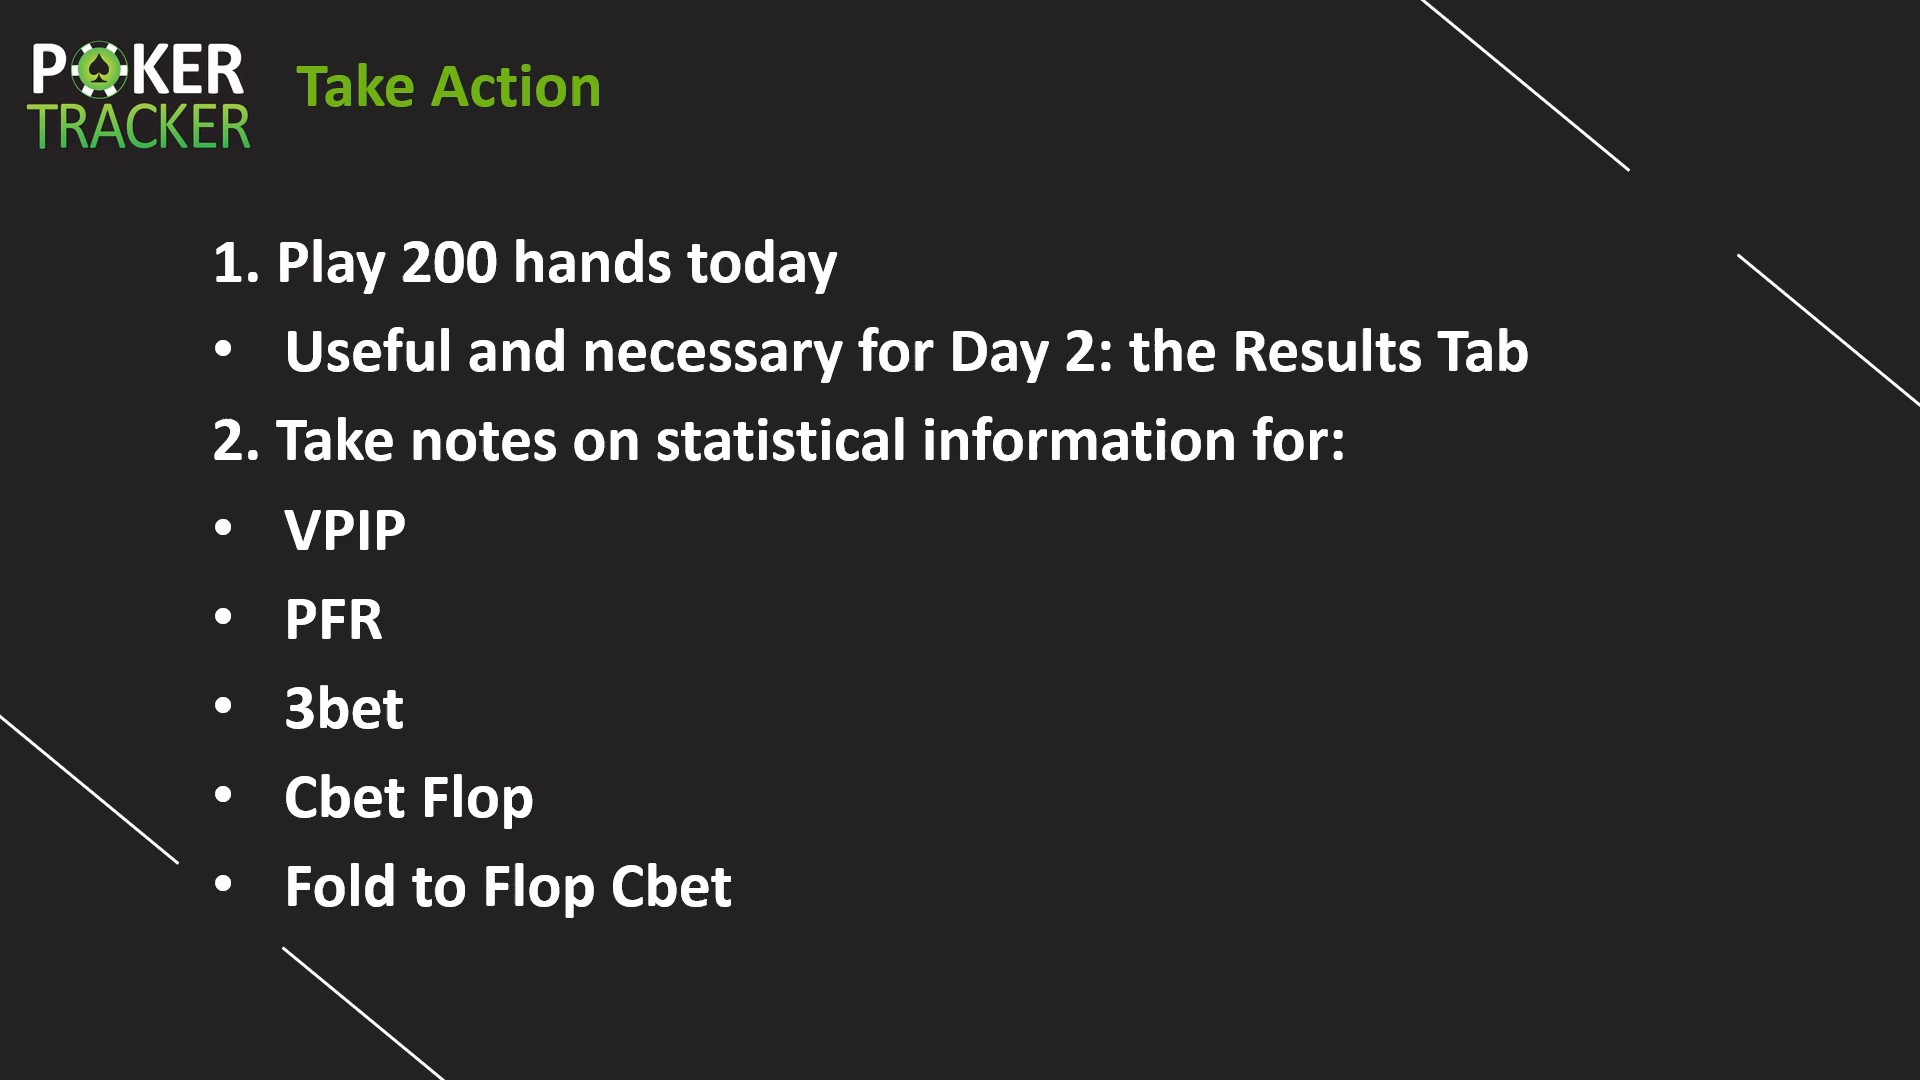 POKER
TRACKER
Take Action
1. Play 200 hands today
• Useful and necessary for Day 2: the Results Tab
2. Take notes on statistical information for:
• VPIP
• PFR
• 3bet
• Cbet Flop
• Fold to Flop Cbet